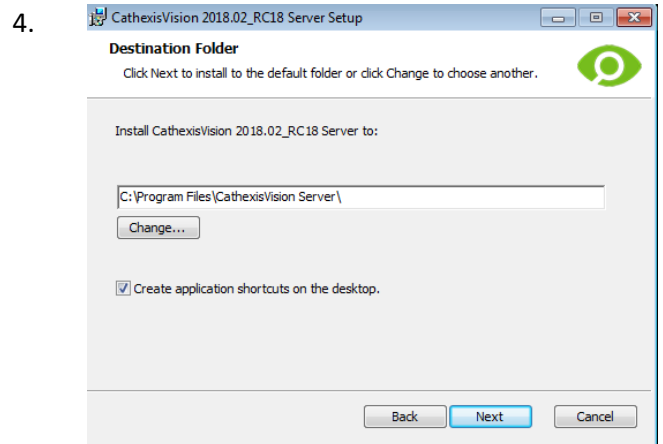 4.
CathexisVision 2018.02_RC18 Server Setup
Destination Folder
Click Next to install to the default folder or click Change to choose another.
Install CathexisVision 2018.02_RC18 Server to:
C:\Program Files\CathexisVision Server\
Change...
Create application shortcuts on the desktop.
Back Next Cancel